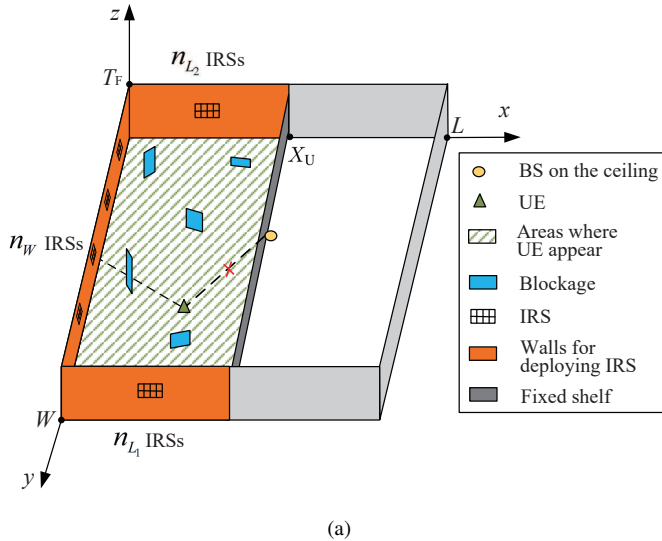 z
T_F
n_{L_2} IRSs
x
L
X_U
BS on the ceiling
UE
Areas where
UE appear
n_W IRSs
Blockage
IRS
Walls for
deploying IRS
Fixed shelf
W
n_{L_1} IRSs
y
(a)